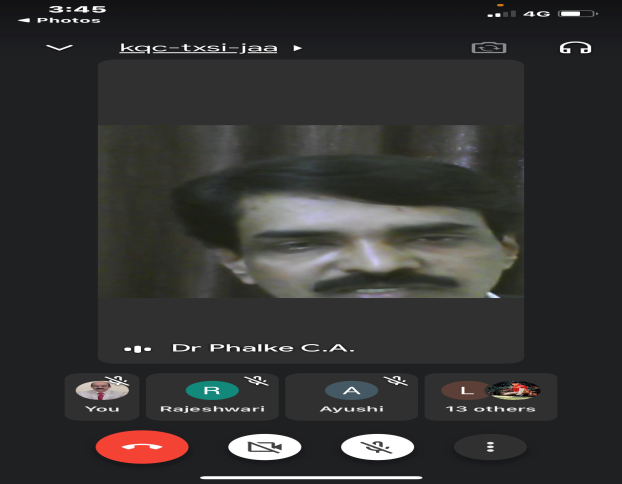 3:45
4G
◀ Photos
kqc-txsi-jaa ▸
Dr Phalke C.A.
R
A
L
You
Rajeshwari
Ayushi
13 others